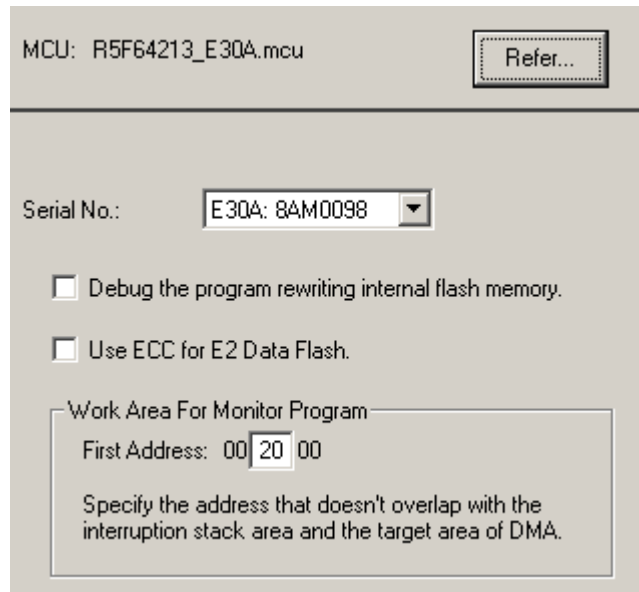 MCU: R5F64213_E30A.mcu
Refer...
Serial No.: E30A: 8AM0098
Debug the program rewriting internal flash memory.
Use ECC for E2 Data Flash.
Work Area For Monitor Program
First Address: 00 20 00
Specify the address that doesn't overlap with the
interruption stack area and the target area of DMA.